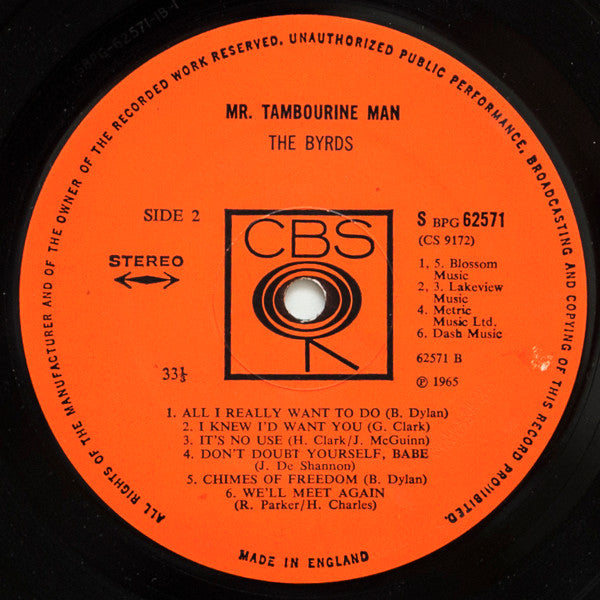 ALL RIGHTS OF THE MANUFACTURER AND OF THE OWNER OF THE RECORDED WORK RESERVED. UNAUTHORIZED PUBLIC PERFORMANCE, BROADCASTING AND COPYING OF THIS RECORD PROHIBITED.
BPG-62571-1B-1
MR. TAMBOURINE MAN
THE BYRDS
SIDE 2
STEREO
33⅓
CBS
S BPG 62571
(CS 9172)
1, 5. Blossom
Music
2, 3. Lakeview
Music
4. Metric
Music Ltd.
6. Dash Music
62571 B
℗ 1965
1. ALL I REALLY WANT TO DO (B. Dylan)
2. I KNEW I'D WANT YOU (G. Clark)
3. IT'S NO USE (H. Clark/J. McGuinn)
4. DON'T DOUBT YOURSELF, BABE
(J. De Shannon)
5. CHIMES OF FREEDOM (B. Dylan)
6. WE'LL MEET AGAIN
(R. Parker/H. Charles)
MADE IN ENGLAND